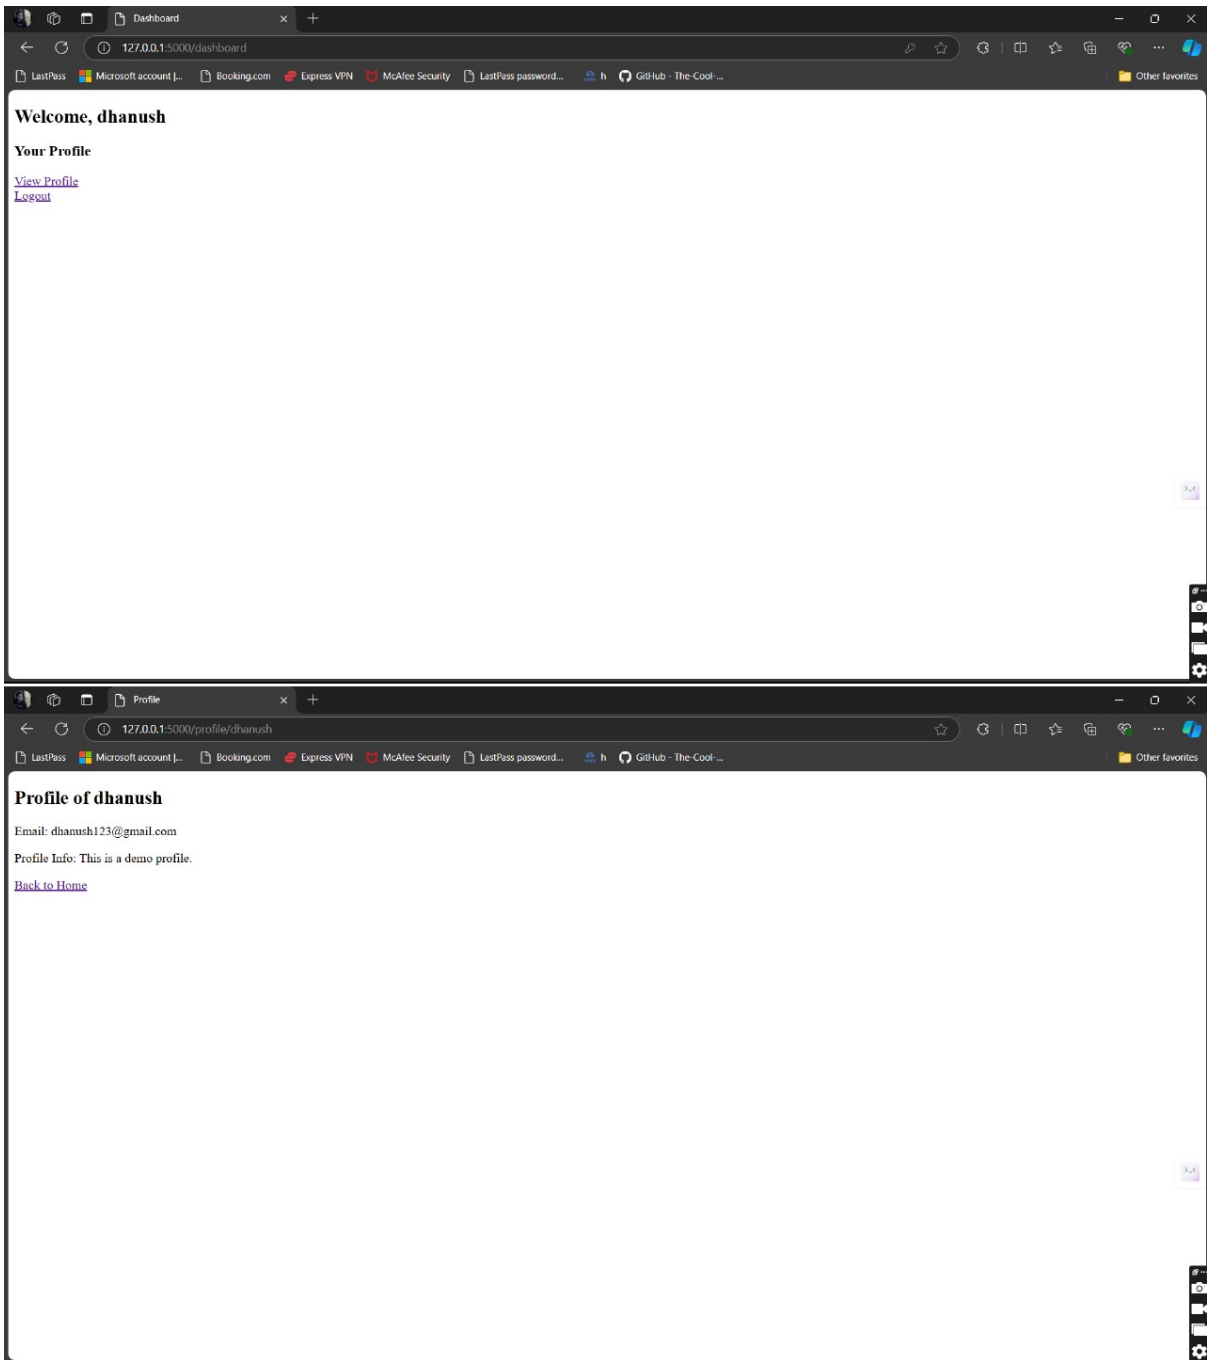 Dashboard
127.0.0.1:5000/dashboard
LastPass Microsoft account |... Booking.com Express VPN McAfee Security LastPass password... h GitHub - The-Cool-... Other favorites
Welcome, dhanush
Your Profile
View Profile
Logout
Profile
127.0.0.1:5000/profile/dhanush
LastPass Microsoft account |... Booking.com Express VPN McAfee Security LastPass password... h GitHub - The-Cool-... Other favorites
Profile of dhanush
Email: dhanush123@gmail.com
Profile Info: This is a demo profile.
Back to Home